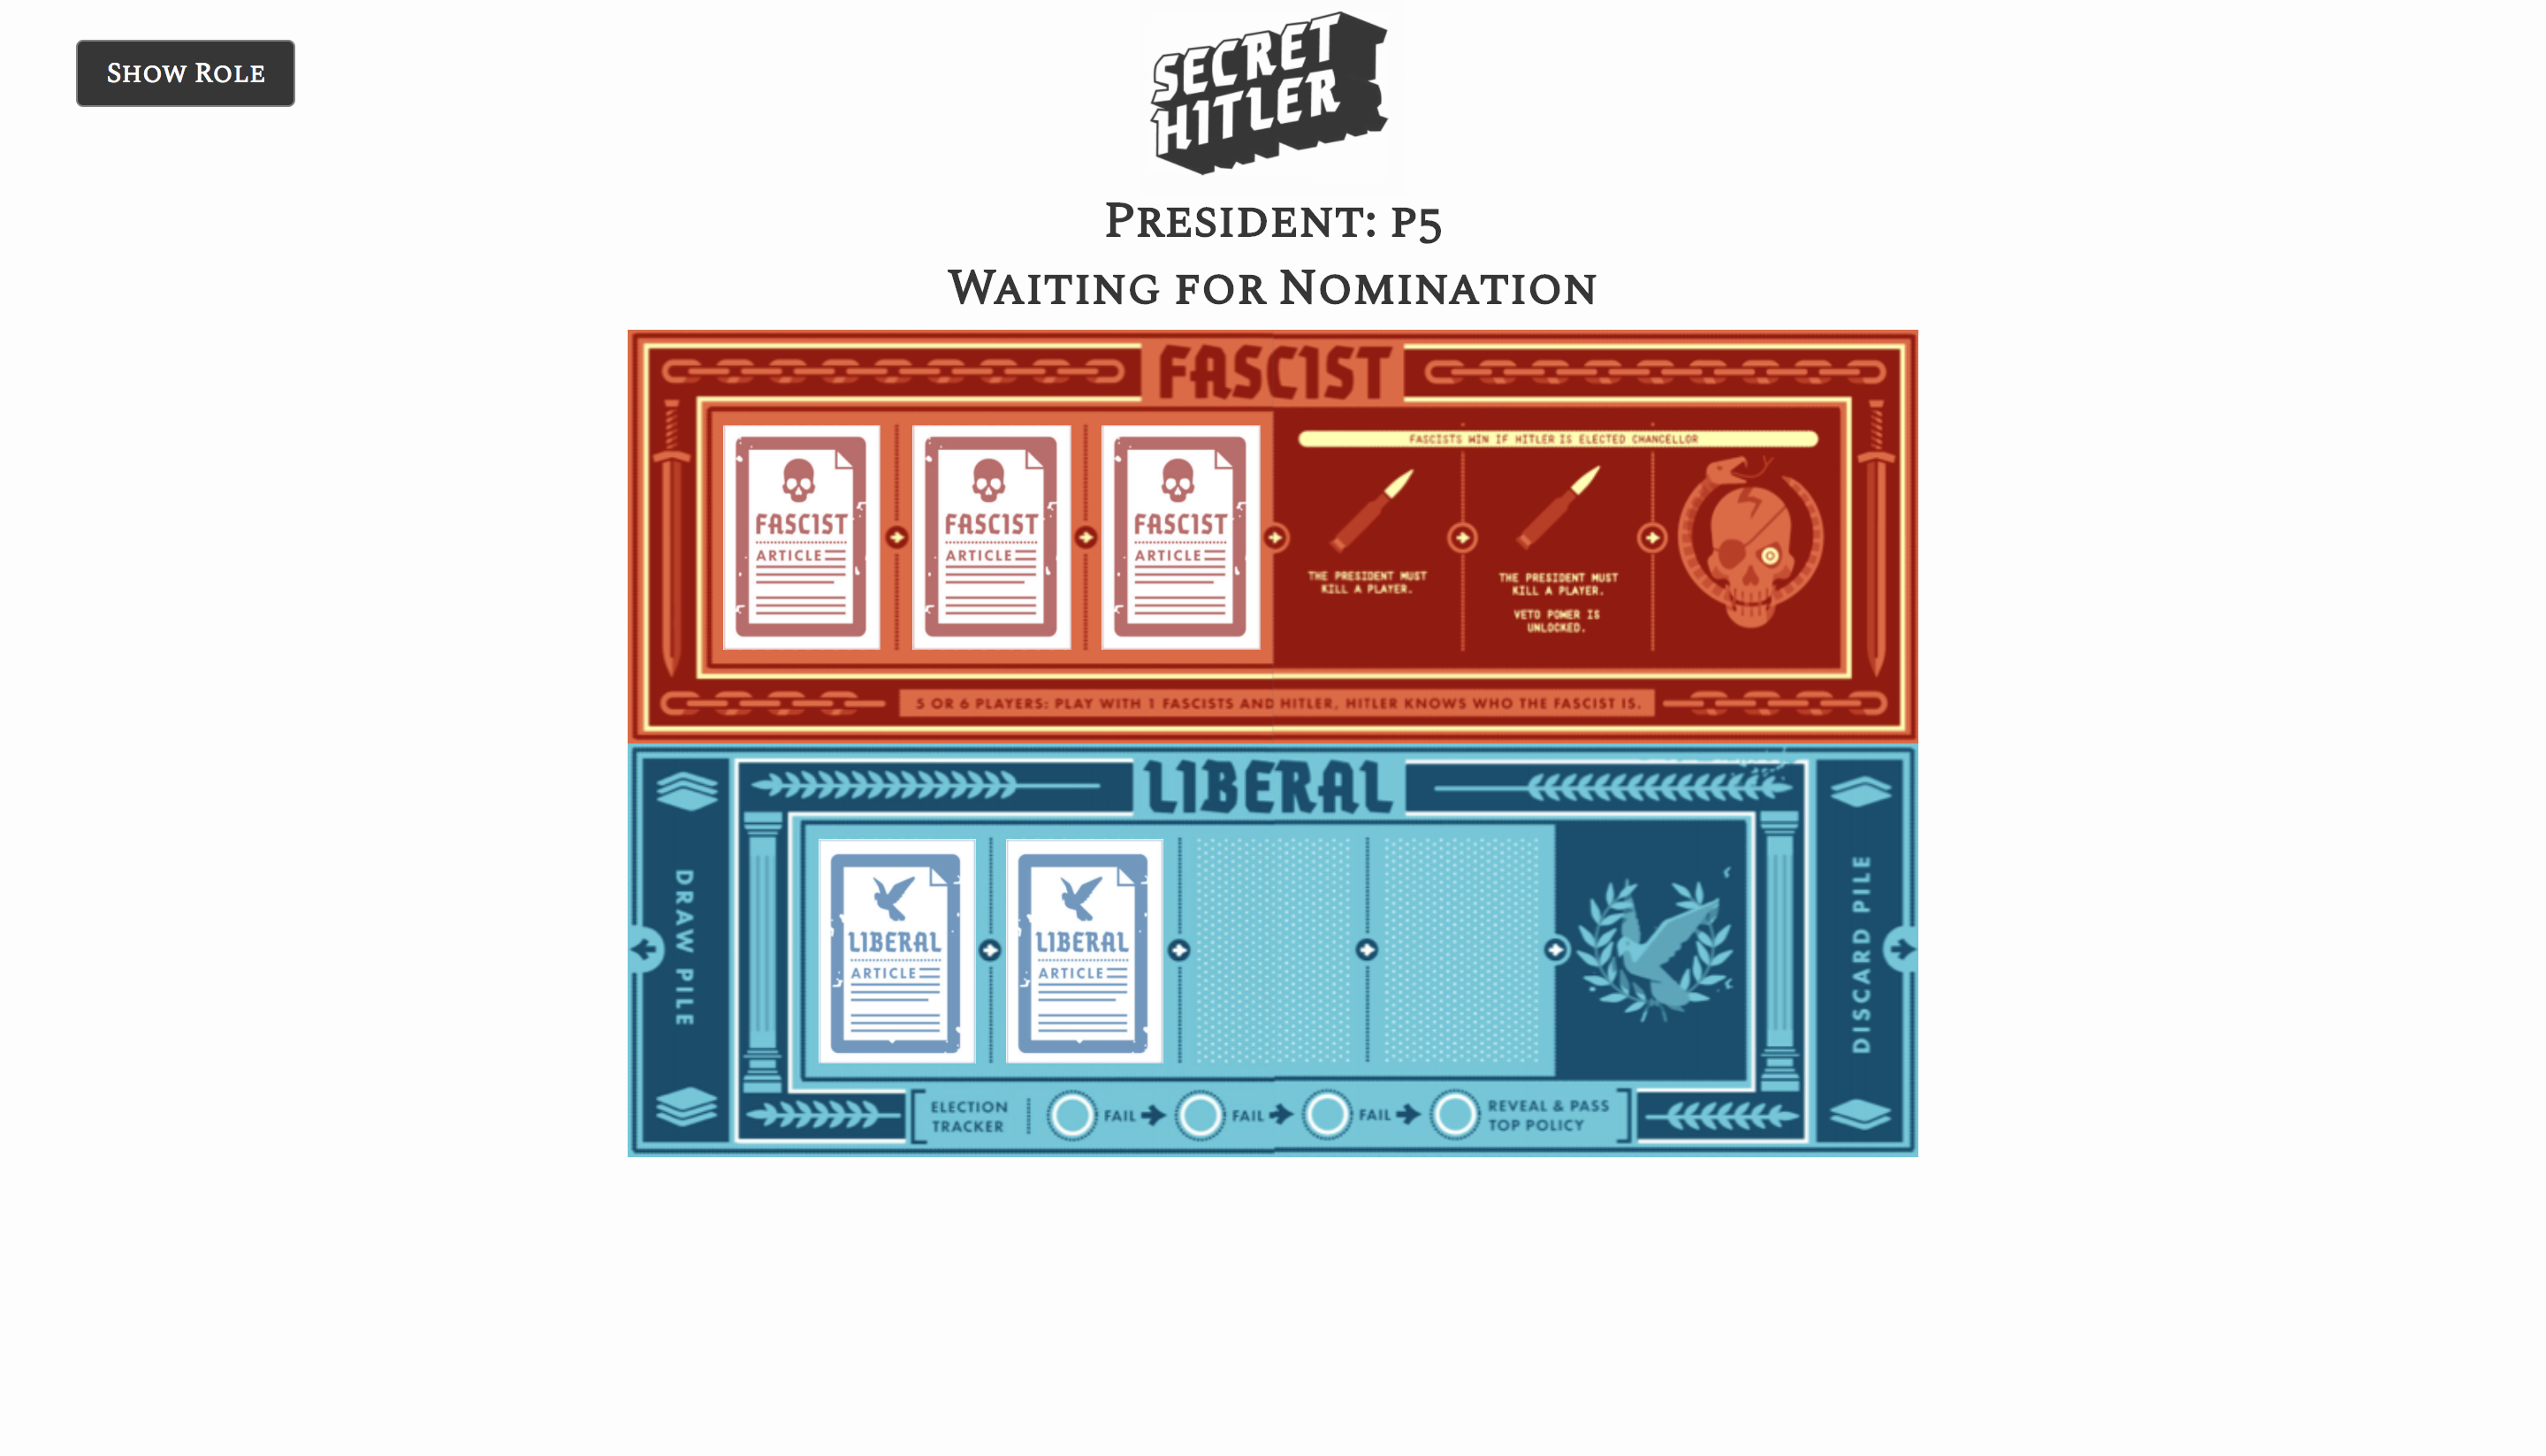 SHOW ROLE
SECRET
HITLER
PRESIDENT: P5
WAITING FOR NOMINATION
FASCIST
FASCISTS WIN IF HITLER IS ELECTED CHANCELLOR
FASCIST
ARTICLE
FASCIST
ARTICLE
FASCIST
ARTICLE
THE PRESIDENT MUST
KILL A PLAYER.
THE PRESIDENT MUST
KILL A PLAYER.
VETO POWER IS
UNLOCKED.
5 OR 6 PLAYERS: PLAY WITH 1 FASCISTS AND HITLER, HITLER KNOWS WHO THE FASCIST IS.
LIBERAL
DRAW PILE
LIBERAL
ARTICLE
LIBERAL
ARTICLE
DISCARD PILE
ELECTION
TRACKER
FAIL
FAIL
FAIL
REVEAL & PASS
TOP POLICY